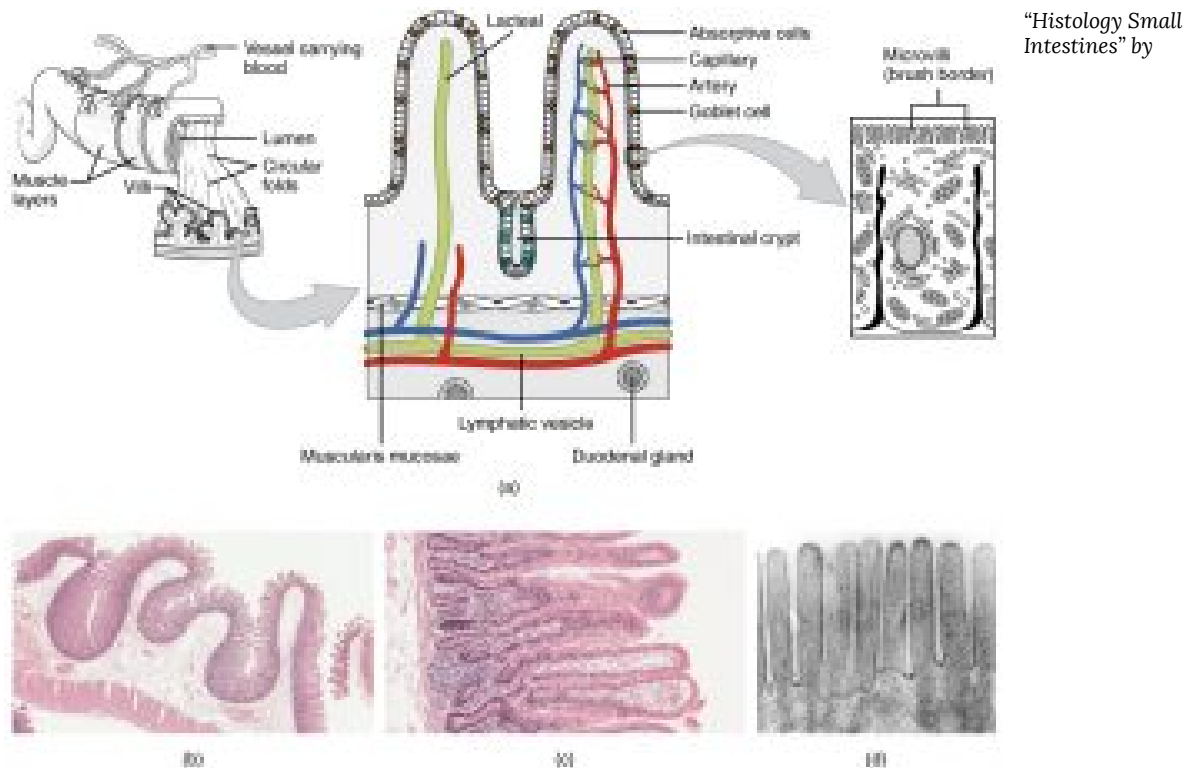 “Histology Small
Intestines” by
Lacteal
Vessel carrying
blood
Absorptive cells
Capillary
Artery
Goblet cell
Microvilli
(brush border)
Lumen
Circular
folds
Muscle
layers
Villi
Intestinal crypt
Lymphatic vesicle
Muscularis mucosae
Duodenal gland
(a)
(b)
(c)
(d)